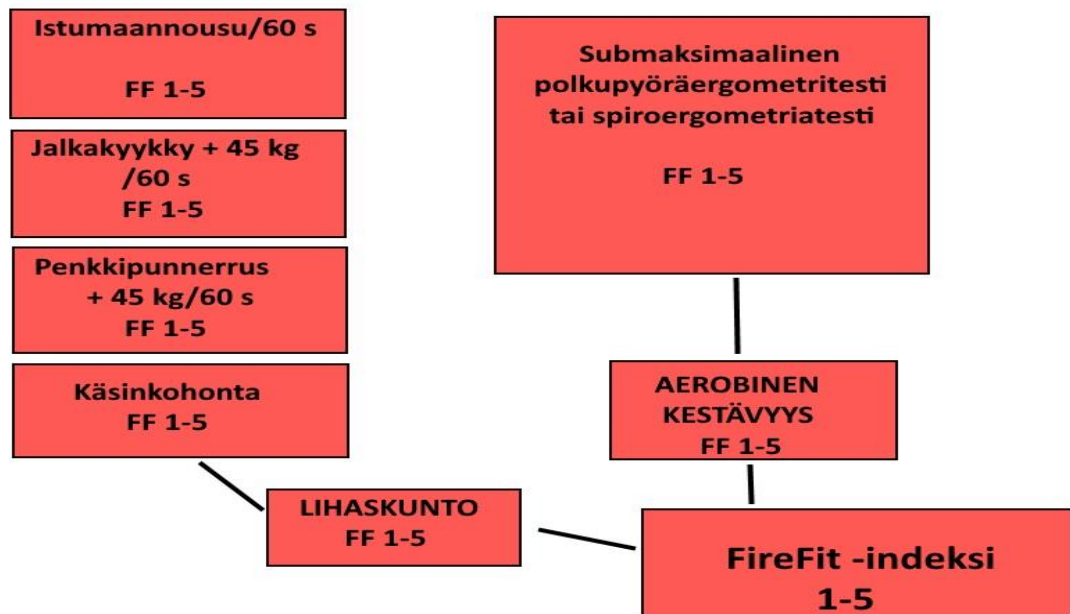 Istumaannousu/60 s
FF 1-5
Jalkakyykky + 45 kg
/60 s
FF 1-5
Penkkipunnerrus
+ 45 kg/60 s
FF 1-5
Käsinkohonta
FF 1-5
LIHASKUNTO
FF 1-5
Submaksimaalinen
polkupyöräergometritesti
tai spiroergometriatesti
FF 1-5
AEROBINEN
KESTÄVYYS
FF 1-5
FireFit -indeksi
1-5